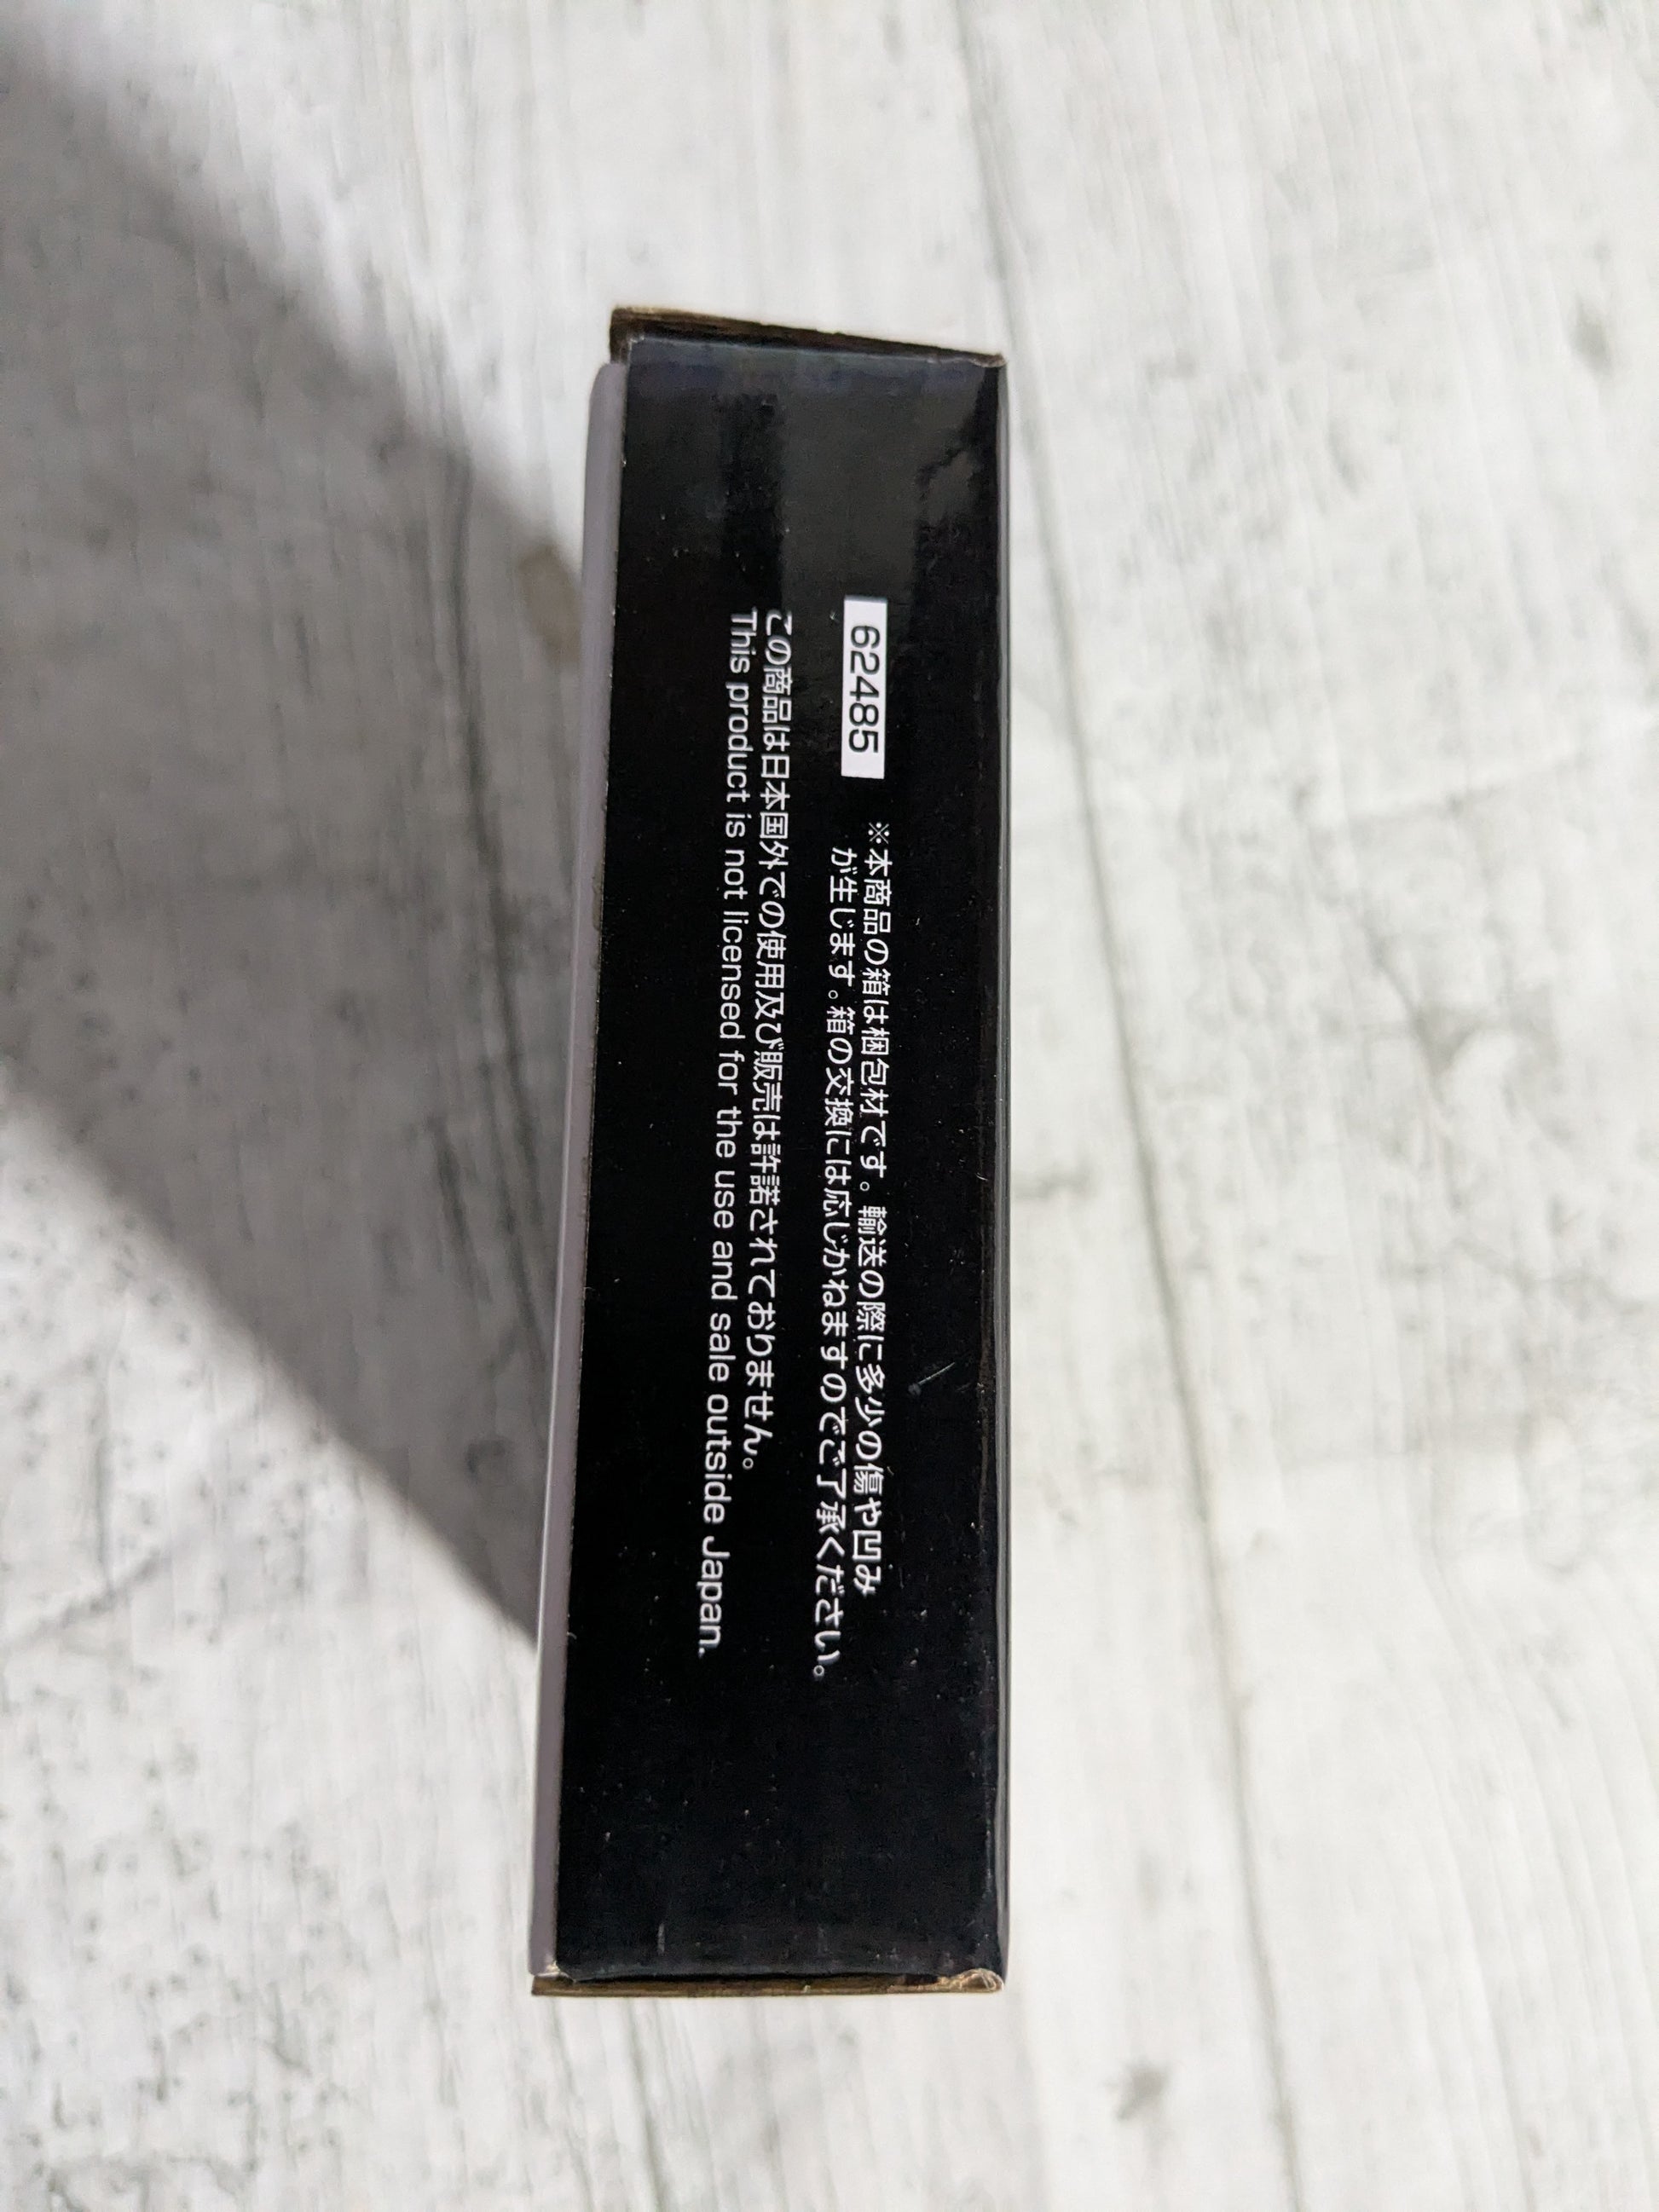 62485
※本商品の箱は梱包材です。輸送の際に多少の傷や凹み
が生じます。箱の交換には応じかねますのでご了承ください。
この商品は日本国外での使用及び販売は許諾されておりません。
This product is not licensed for the use and sale outside Japan.